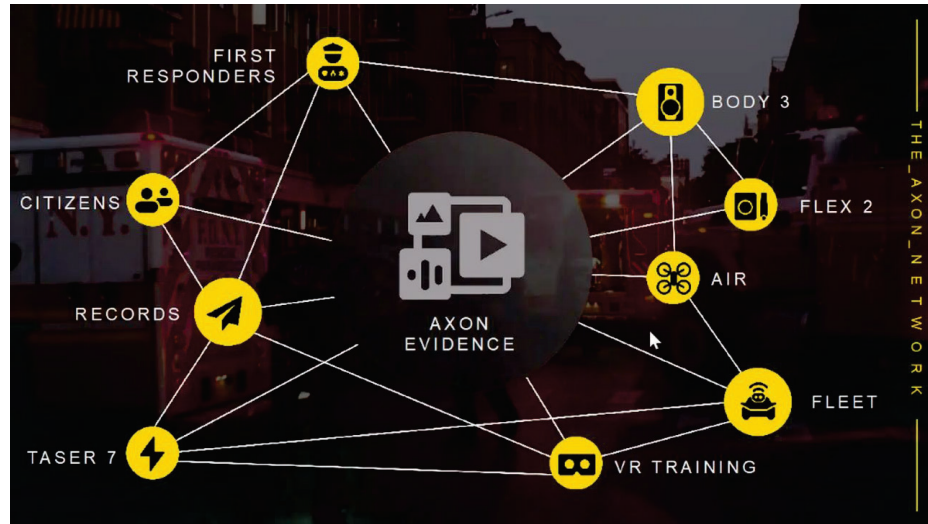 FIRST
RESPONDERS
BODY 3
CITIZENS
FLEX 2
AIR
RECORDS
AXON
EVIDENCE
FLEET
TASER 7
VR TRAINING
THE_AXON_NETWORK
N.Y.